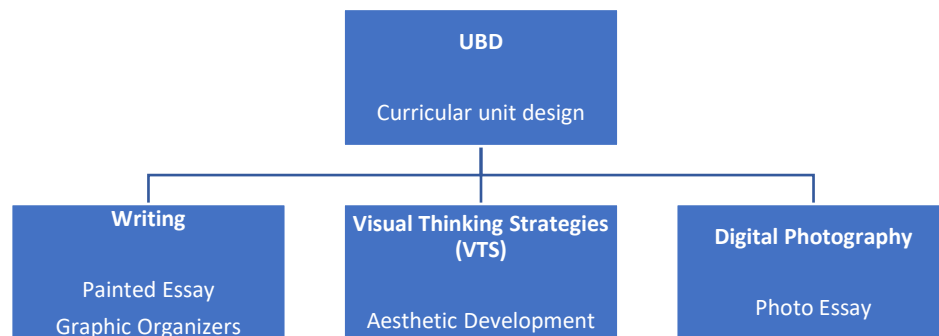 UBD
Curricular unit design
Writing
Painted Essay
Graphic Organizers
Visual Thinking Strategies
(VTS)
Aesthetic Development
Digital Photography
Photo Essay